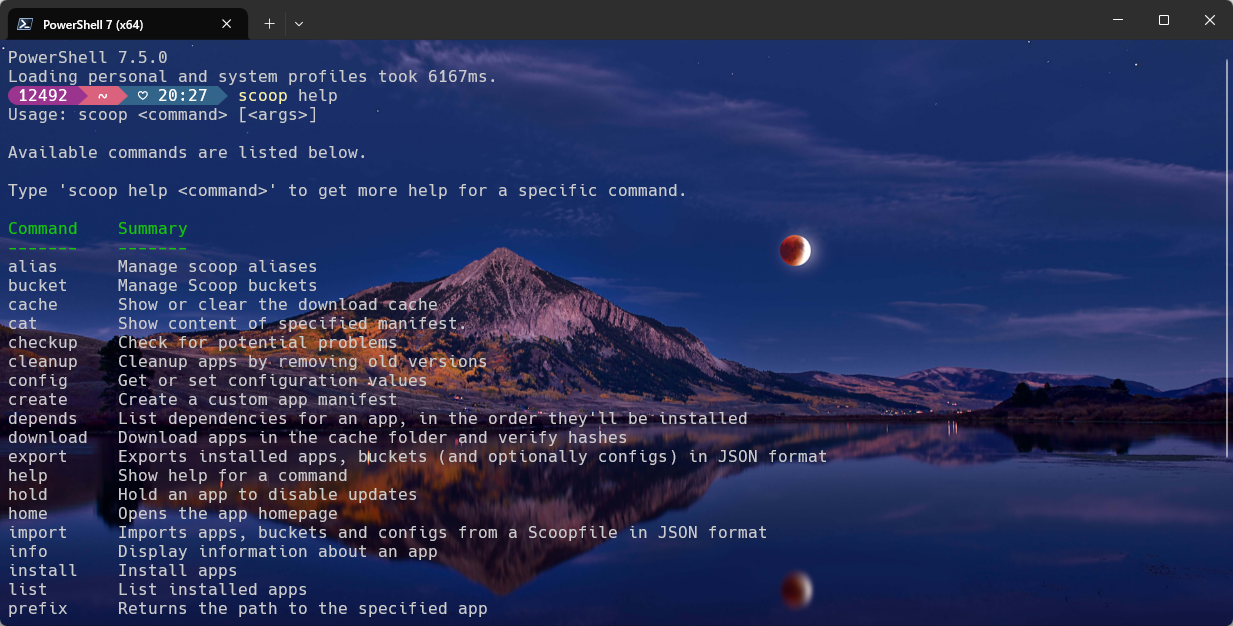 PowerShell 7 (x64)
PowerShell 7.5.0
Loading personal and system profiles took 6167ms.
12492 ~ ♡ 20:27 scoop help
Usage: scoop <command> [<args>]
Available commands are listed below.
Type 'scoop help <command>' to get more help for a specific command.
Command Summary
------- -------
alias Manage scoop aliases
bucket Manage Scoop buckets
cache Show or clear the download cache
cat Show content of specified manifest.
checkup Check for potential problems
cleanup Cleanup apps by removing old versions
config Get or set configuration values
create Create a custom app manifest
depends List dependencies for an app, in the order they'll be installed
download Download apps in the cache folder and verify hashes
export Exports installed apps, buckets (and optionally configs) in JSON format
help Show help for a command
hold Hold an app to disable updates
home Opens the app homepage
import Imports apps, buckets and configs from a Scoopfile in JSON format
info Display information about an app
install Install apps
list List installed apps
prefix Returns the path to the specified app